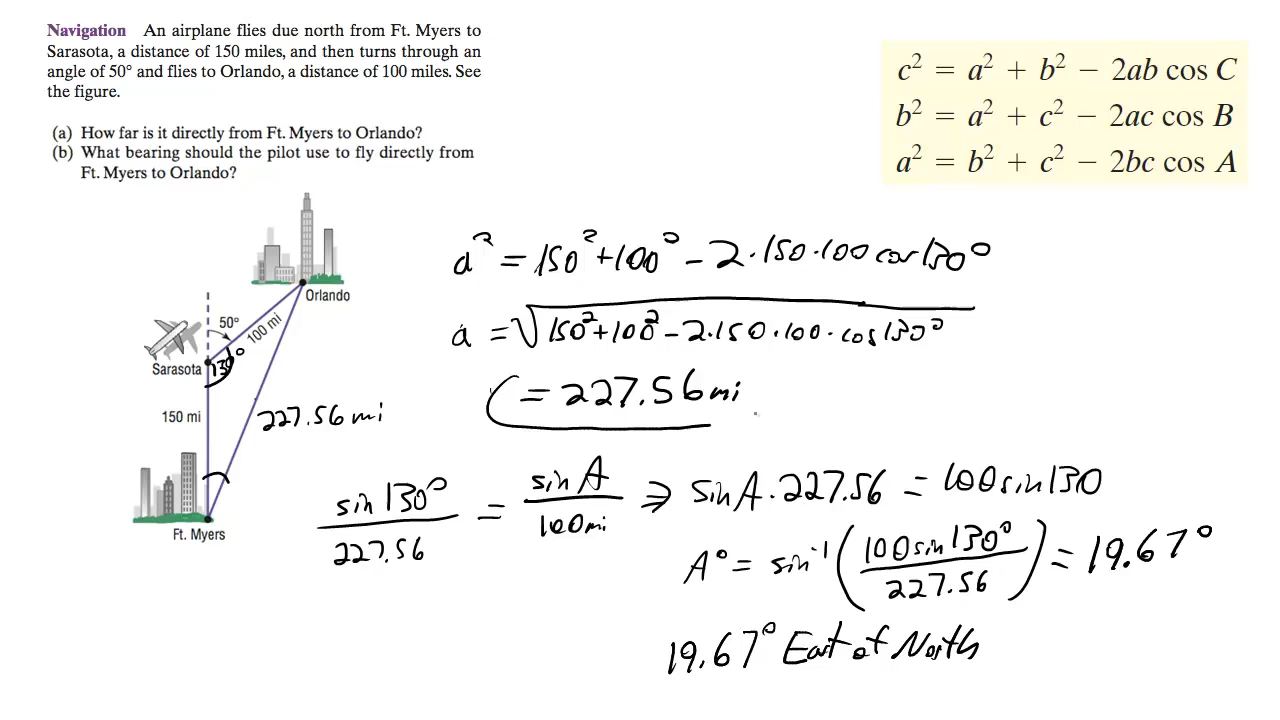 Navigation An airplane flies due north from Ft. Myers to
Sarasota, a distance of 150 miles, and then turns through an
angle of 50° and flies to Orlando, a distance of 100 miles. See
the figure.
(a) How far is it directly from Ft. Myers to Orlando?
(b) What bearing should the pilot use to fly directly from
Ft. Myers to Orlando?
c² = a² + b² − 2ab cos C
b² = a² + c² − 2ac cos B
a² = b² + c² − 2bc cos A
Orlando
50°
100 mi
Sarasota
130°
150 mi
227.56 mi
Ft. Myers
a² = 150² + 100² − 2·150·100 cos 130°
a = √150² + 100² − 2·150·100·cos 130°
= 227.56 mi
sin 130° / 227.56 = sin A / 100 mi ⇒ sin A · 227.56 = 100 sin 130
A° = sin⁻¹ (100 sin 130° / 227.56) = 19.67°
19.67° East of North